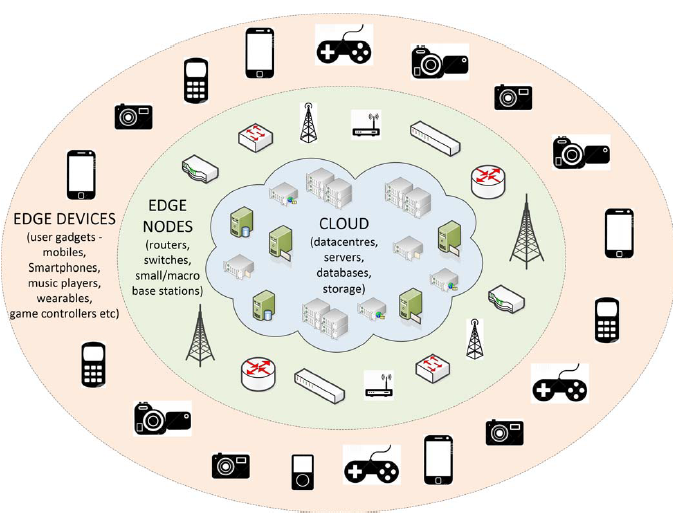 EDGE DEVICES
(user gadgets -
mobiles,
Smartphones,
music players,
wearables,
game controllers etc)
EDGE
NODES
(routers,
switches,
small/macro
base stations)
CLOUD
(datacentres,
servers,
databases,
storage)